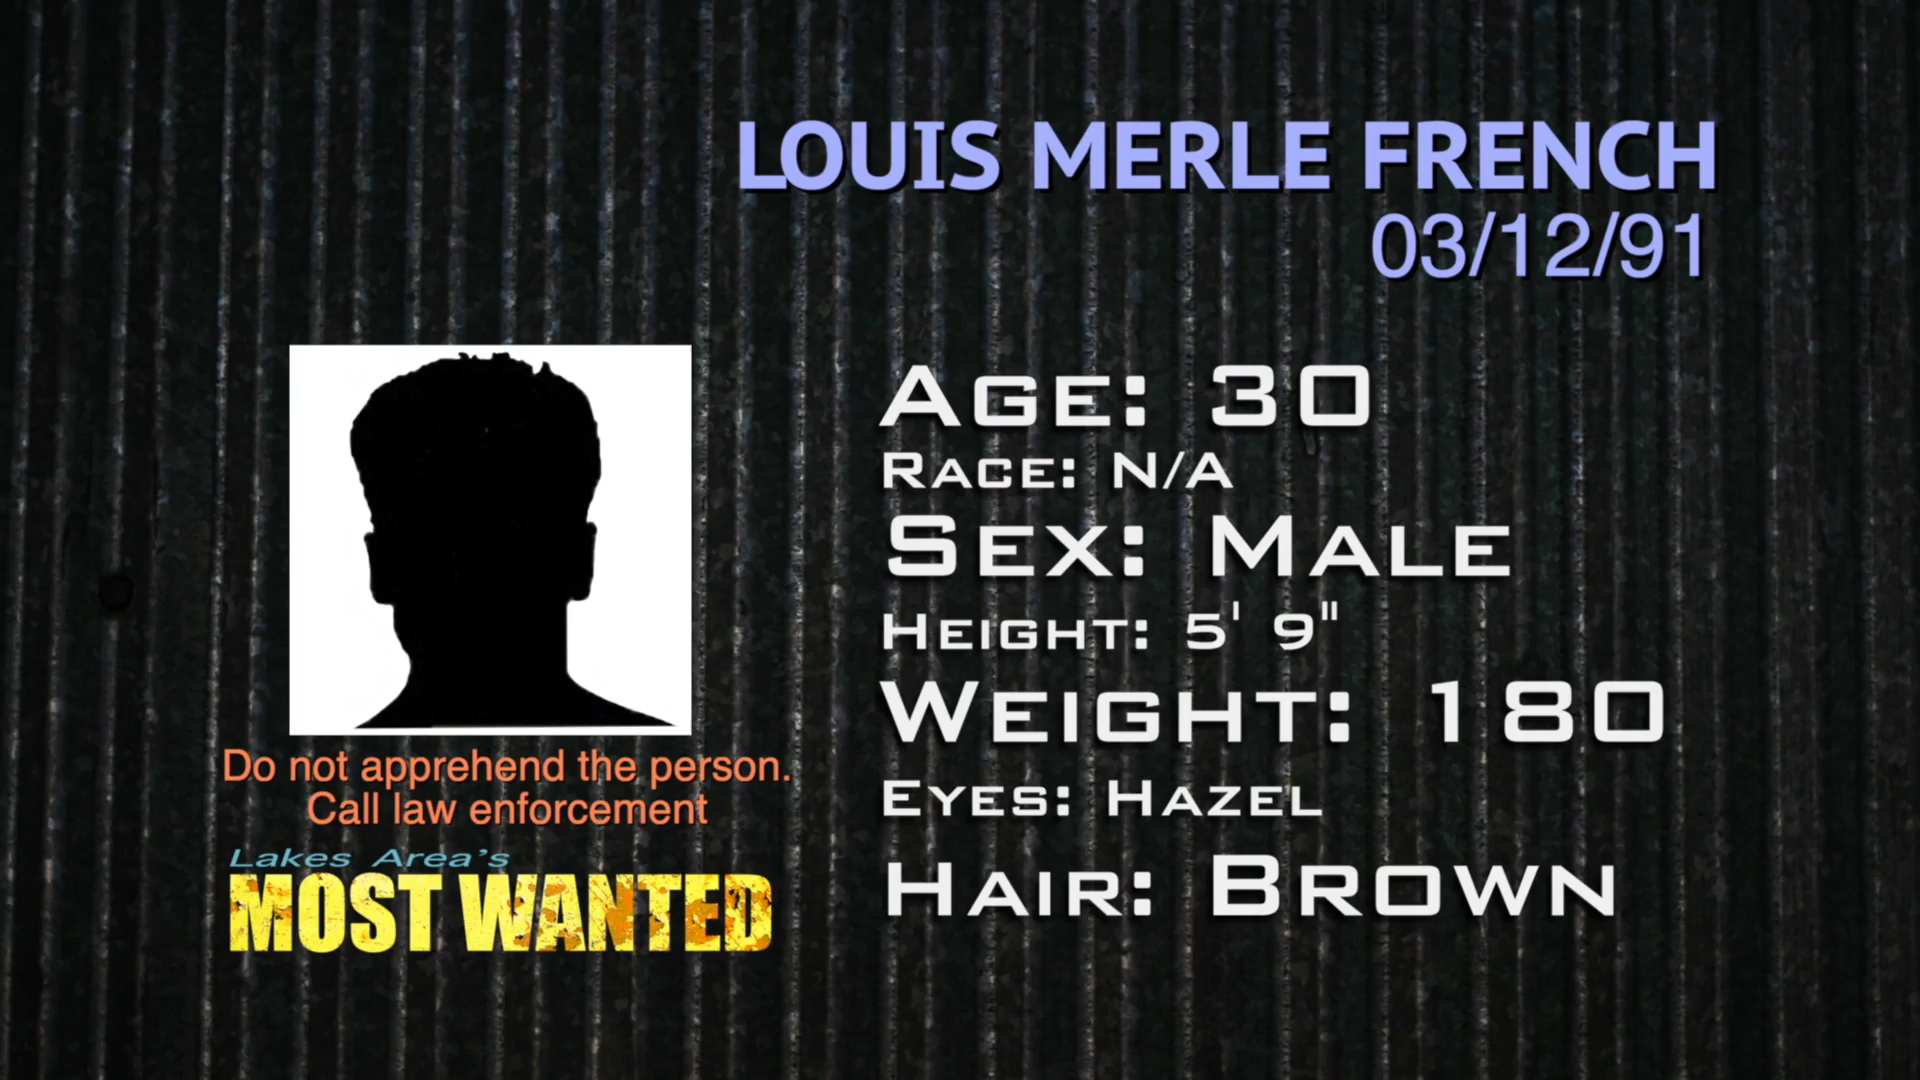 LOUIS MERLE FRENCH
03/12/91
Age: 30
Race: N/A
Sex: Male
Height: 5' 9"
Weight: 180
Eyes: Hazel
Hair: Brown
Do not apprehend the person.
Call law enforcement
Lakes Area's
MOST WANTED